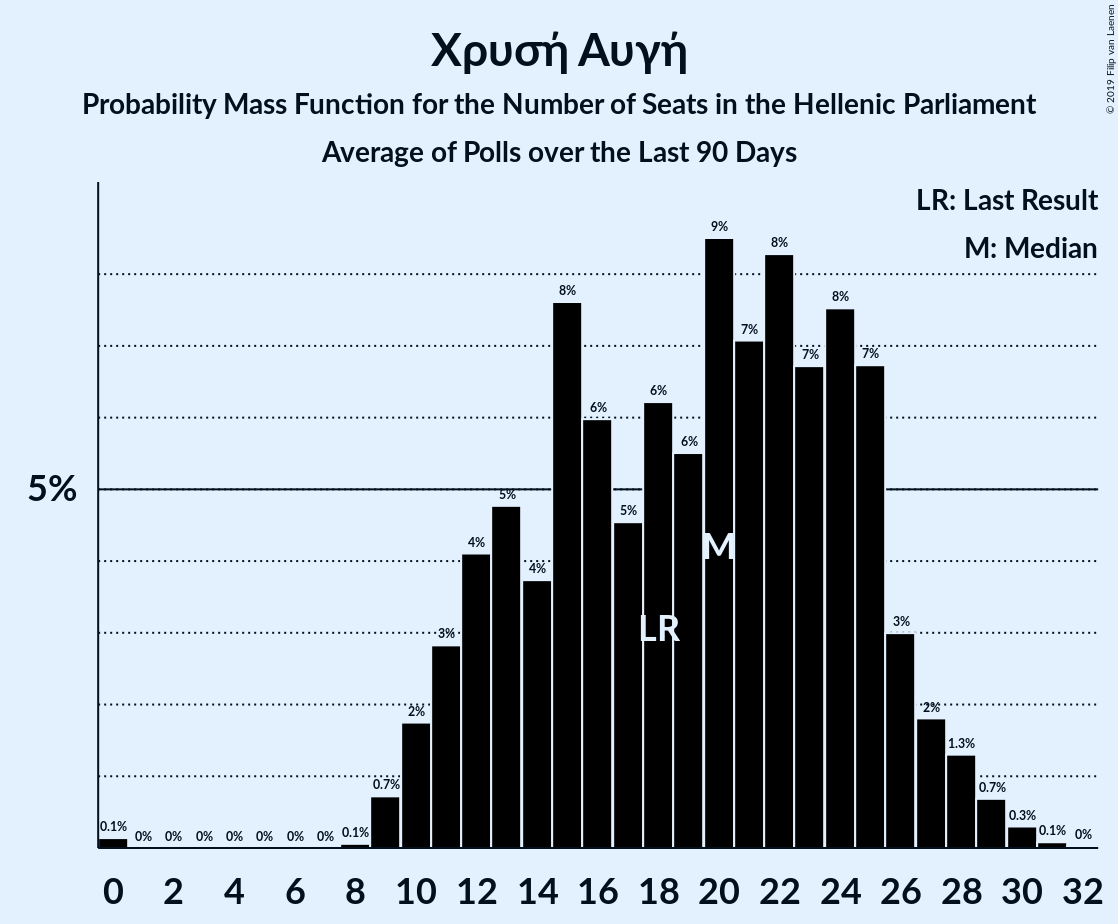 Χρυσή Αυγή
Probability Mass Function for the Number of Seats in the Hellenic Parliament
Average of Polls over the Last 90 Days
© 2019 Filip van Laenen
LR: Last Result
M: Median
5%
0.1% 0% 0% 0% 0% 0% 0% 0% 0.1% 0.7% 2% 3% 4% 5% 4% 8% 6% 5% 6% 6% 9% 7% 8% 7% 8% 7% 3% 2% 1.3% 0.7% 0.3% 0.1% 0%
M
LR
0 2 4 6 8 10 12 14 16 18 20 22 24 26 28 30 32